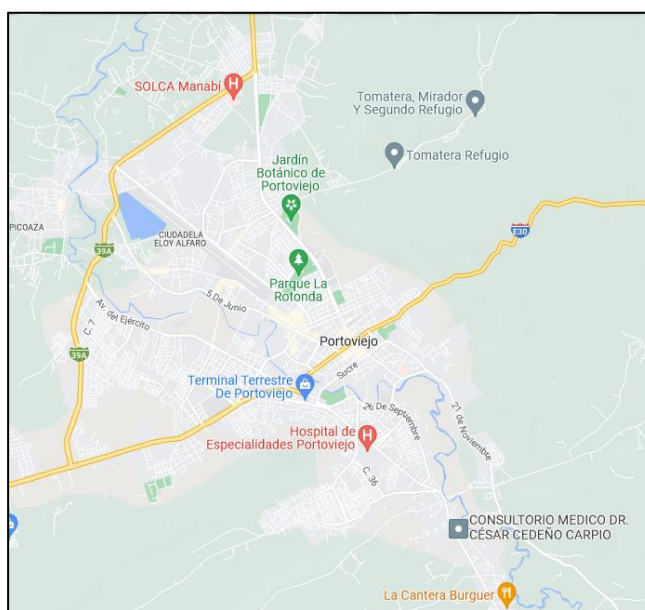 SOLCA Manabí
H
Tomatera, Mirador
Y Segundo Refugio
Tomatera Refugio
Jardín
Botánico de
Portoviejo
PICOAZA
CIUDADELA
ELOY ALFARO
E30
39A
Parque La
Rotonda
5 De Junio
Av. del Ejército
C. 7
Portoviejo
39A
Sucre
Terminal Terrestre
De Portoviejo
26 De Septiembre
21 de Noviembre
Hospital de
Especialidades Portoviejo
H
C. 36
CONSULTORIO MEDICO DR.
CÉSAR CEDEÑO CARPIO
La Cantera Burguer